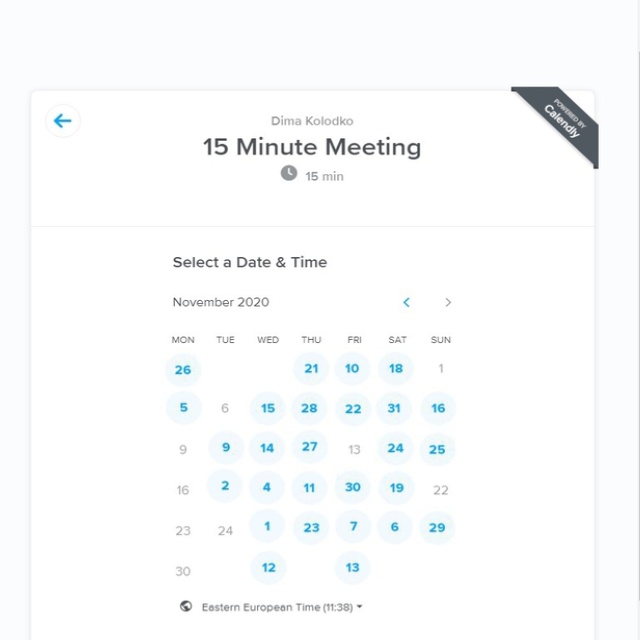 POWERED BY
Calendly
Dima Kolodko
15 Minute Meeting
15 min
Select a Date & Time
November 2020
MON TUE WED THU FRI SAT SUN
26 21 10 18 1
5 6 15 28 22 31 16
9 9 14 27 13 24 25
16 2 4 11 30 19 22
23 24 1 23 7 6 29
30 12 13
Eastern European Time (11:38)